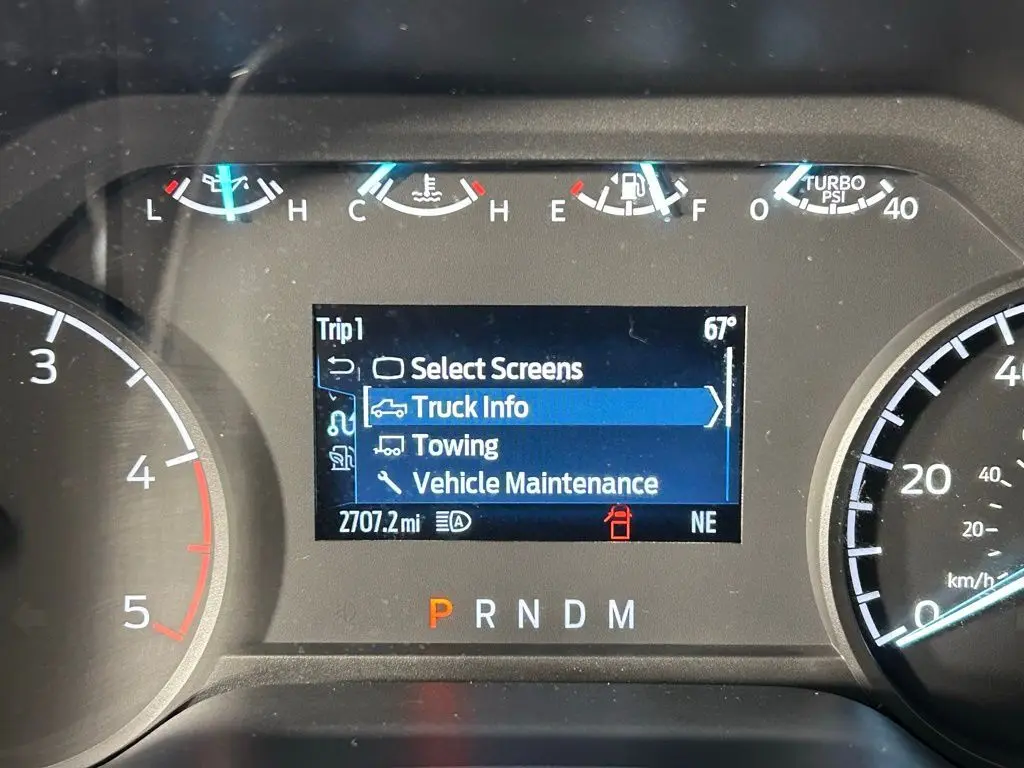 L H C H E F 0 TURBO 40
PSI
Trip 1 67°
Select Screens
3
Truck Info
Towing
4
20
40
Vehicle Maintenance
2707.2 mi A NE
20
km/h
5
P R N D M
0